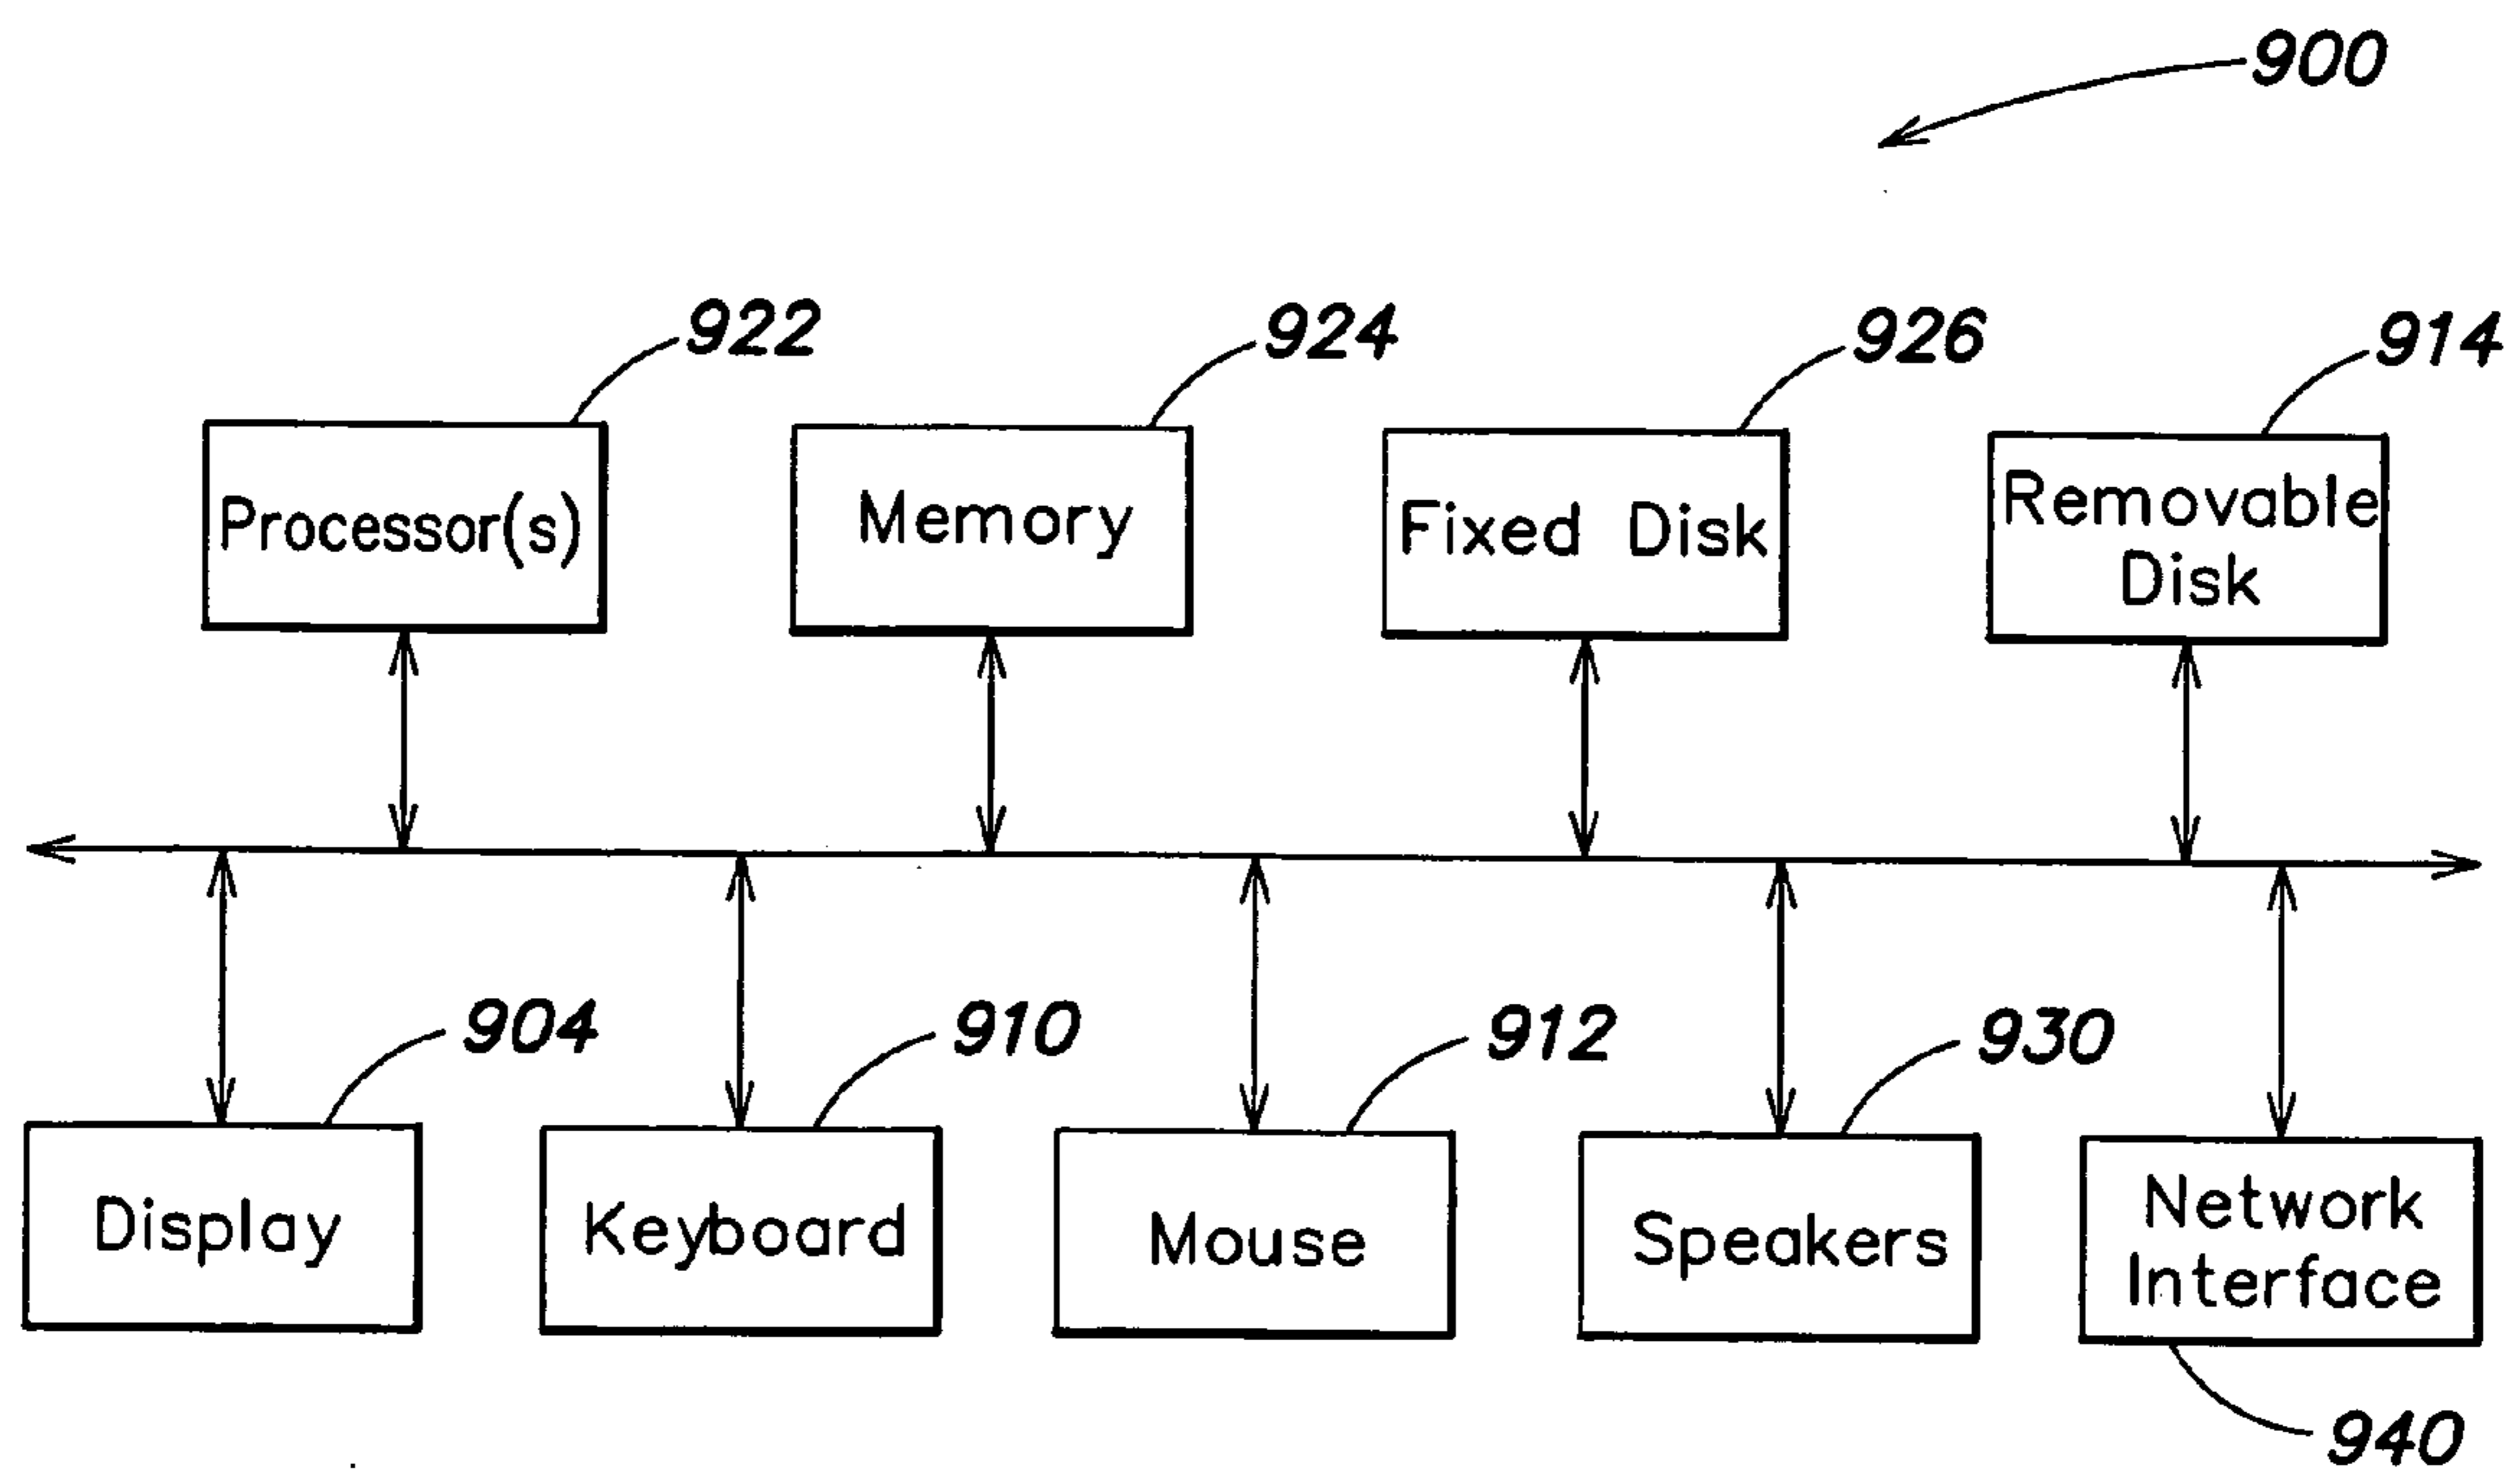 900
922
924
926
914
Processor(s)
Memory
Fixed Disk
Removable
Disk
904
910
912
930
Display
Keyboard
Mouse
Speakers
Network
Interface
940